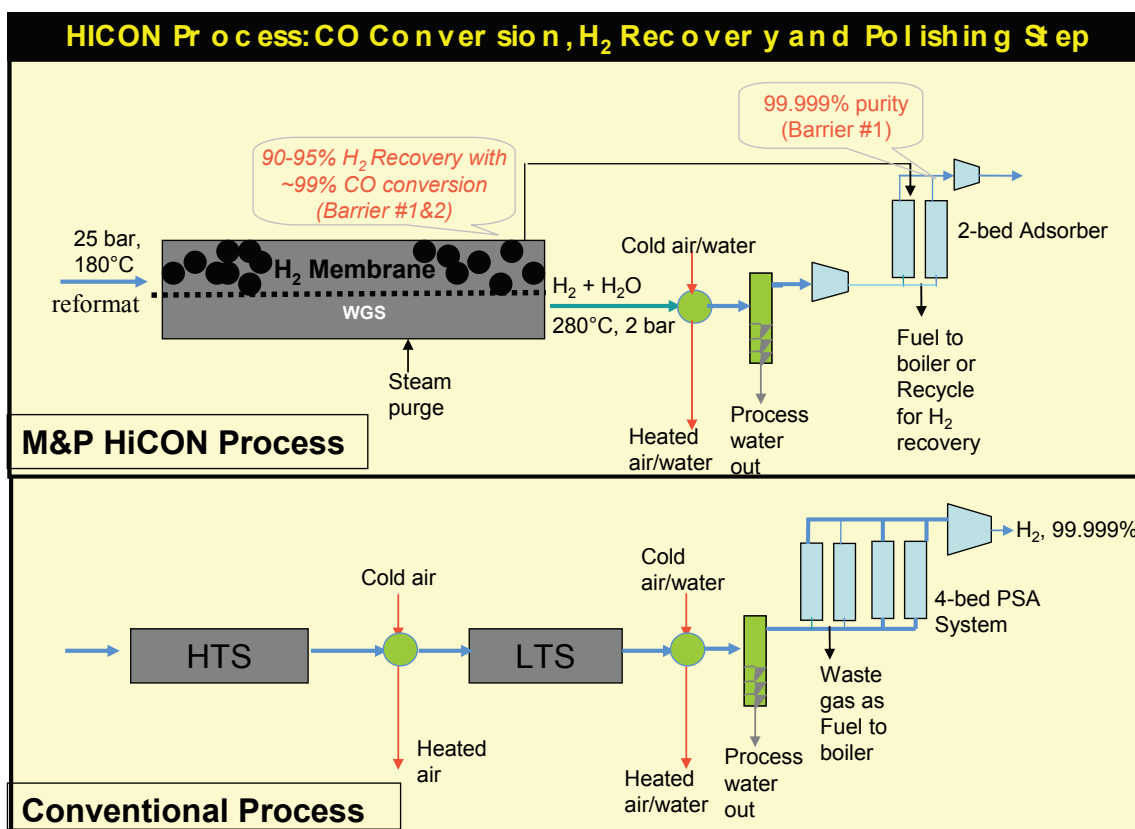 HICON Process: CO Conversion, H₂ Recovery and Polishing Step
99.999% purity
(Barrier #1)
90-95% H₂ Recovery with
~99% CO conversion
(Barrier #1&2)
25 bar,
180°C
reformat
H₂ Membrane
WGS
Steam
purge
H₂ + H₂O
280°C, 2 bar
Cold air/water
Heated
air/water
Process
water
out
2-bed Adsorber
Fuel to
boiler or
Recycle
for H₂
recovery
M&P HiCON Process
HTS
Cold air
Heated
air
LTS
Cold
air/water
Heated
air/water
Process
water
out
H₂, 99.999%
4-bed PSA
System
Waste
gas as
Fuel to
boiler
Conventional Process